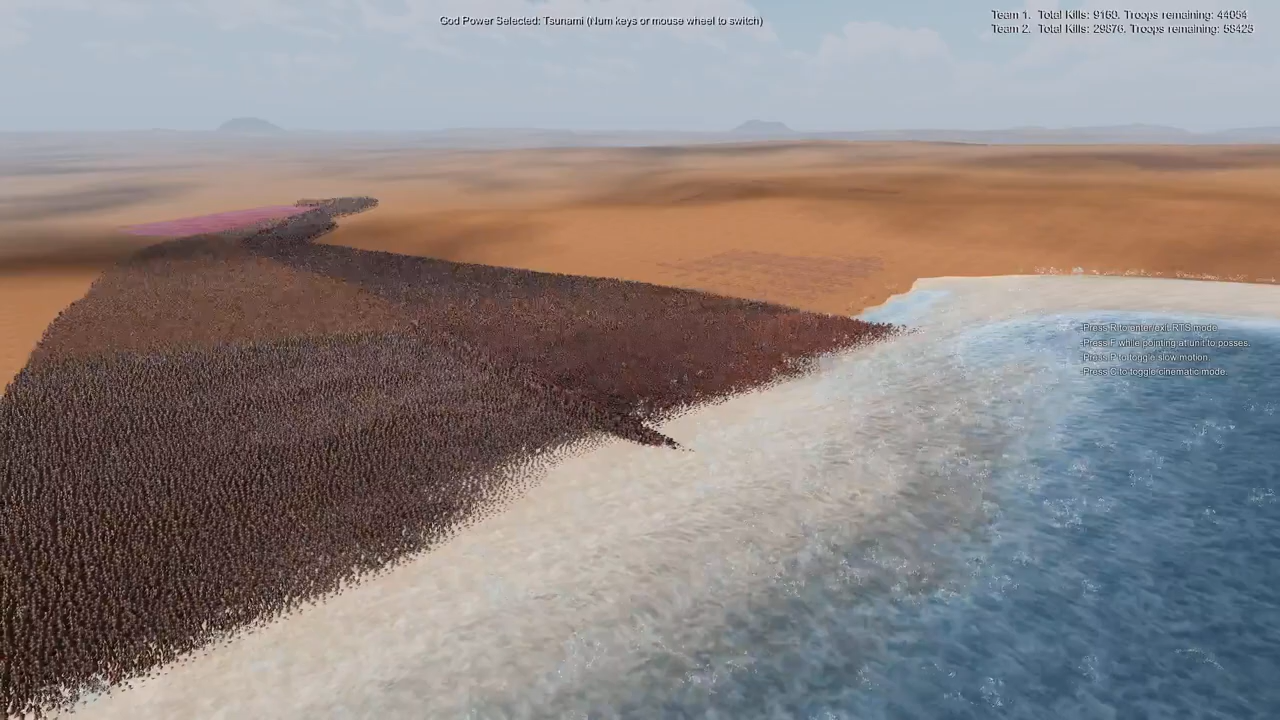 God Power Selected: Tsunami (Num keys or mouse wheel to switch)
Team 1. Total Kills: 9160. Troops remaining: 44054
Team 2. Total Kills: 29876. Troops remaining: 58425
-Press R to enter/exit RTS mode
-Press F while pointing at unit to posses.
-Press P to toggle slow motion
-Press C to toggle cinematic mode.